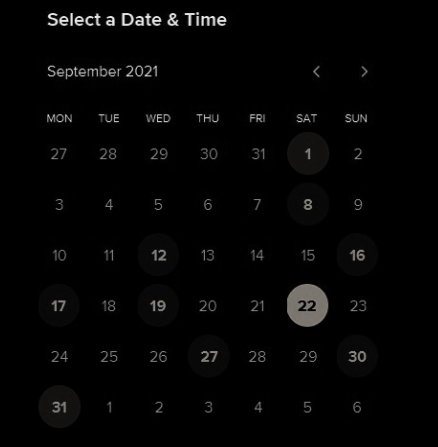 Select a Date & Time
September 2021
MON TUE WED THU FRI SAT SUN
27 28 29 30 31 1 2
3 4 5 6 7 8 9
10 11 12 13 14 15 16
17 18 19 20 21 22 23
24 25 26 27 28 29 30
31 1 2 3 4 5 6